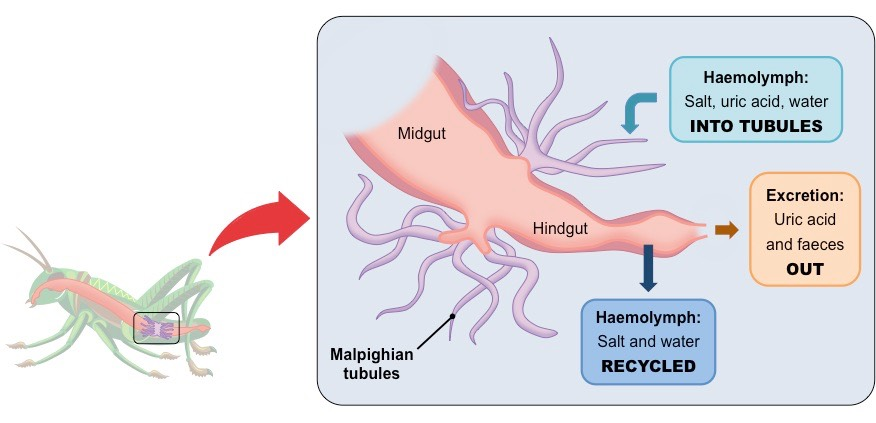 Haemolymph:
Salt, uric acid, water
INTO TUBULES
Midgut
Excretion:
Uric acid
and faeces
OUT
Hindgut
Haemolymph:
Salt and water
RECYCLED
Malpighian
tubules